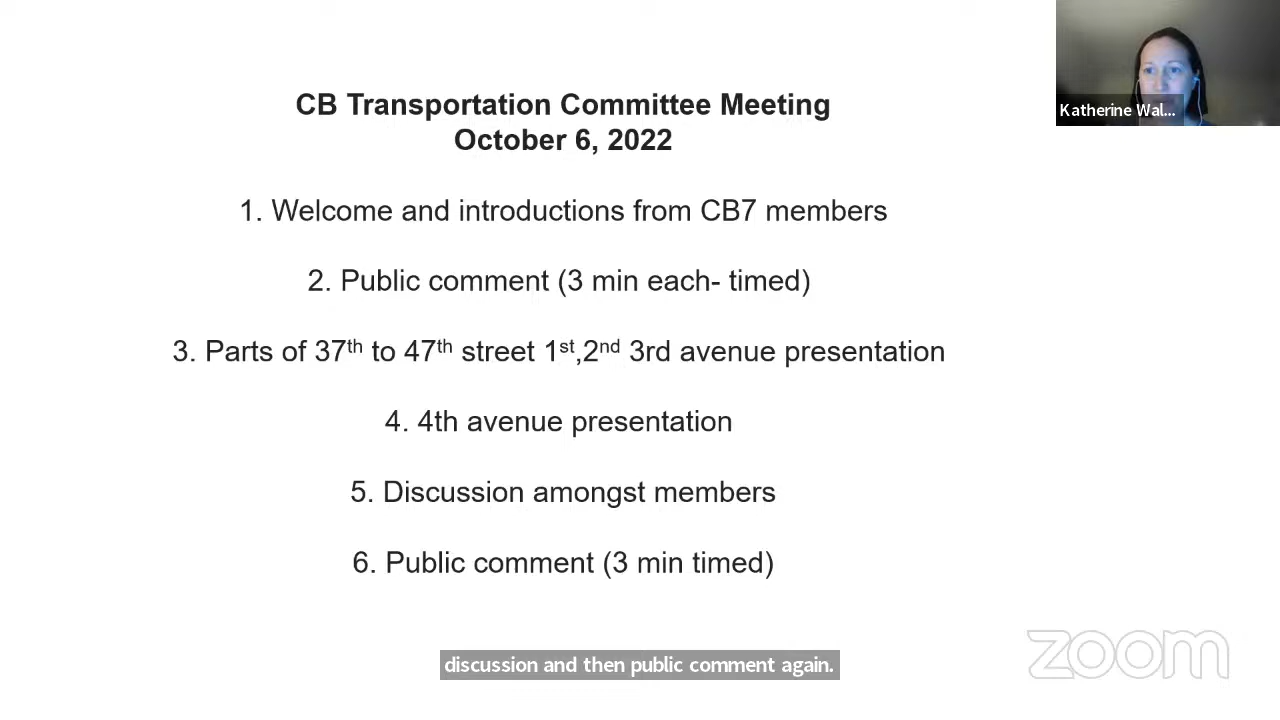 CB Transportation Committee Meeting
October 6, 2022
Katherine Wal...
1. Welcome and introductions from CB7 members
2. Public comment (3 min each- timed)
3. Parts of 37th to 47th street 1st,2nd 3rd avenue presentation
4. 4th avenue presentation
5. Discussion amongst members
6. Public comment (3 min timed)
zoom
discussion and then public comment again.